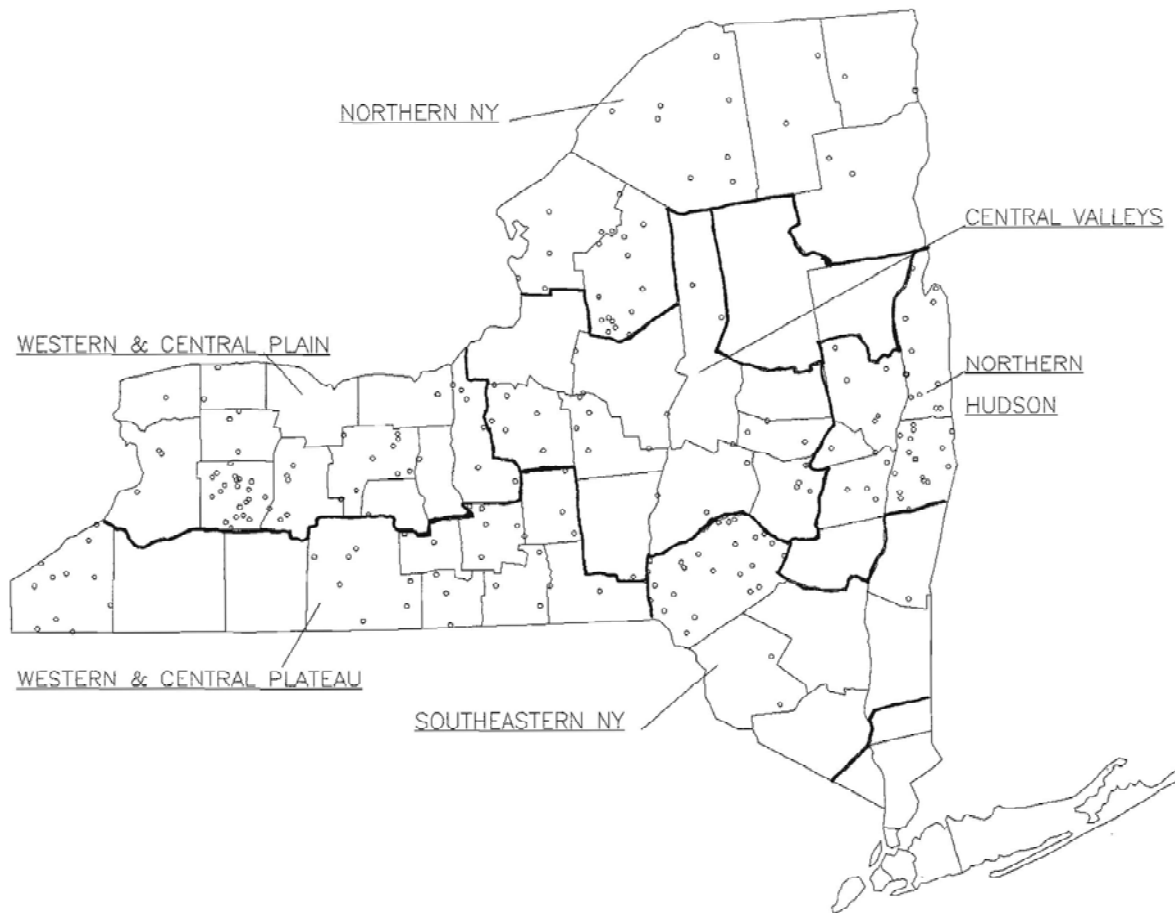 NORTHERN NY
CENTRAL VALLEYS
WESTERN & CENTRAL PLAIN
NORTHERN
HUDSON
WESTERN & CENTRAL PLATEAU
SOUTHEASTERN NY